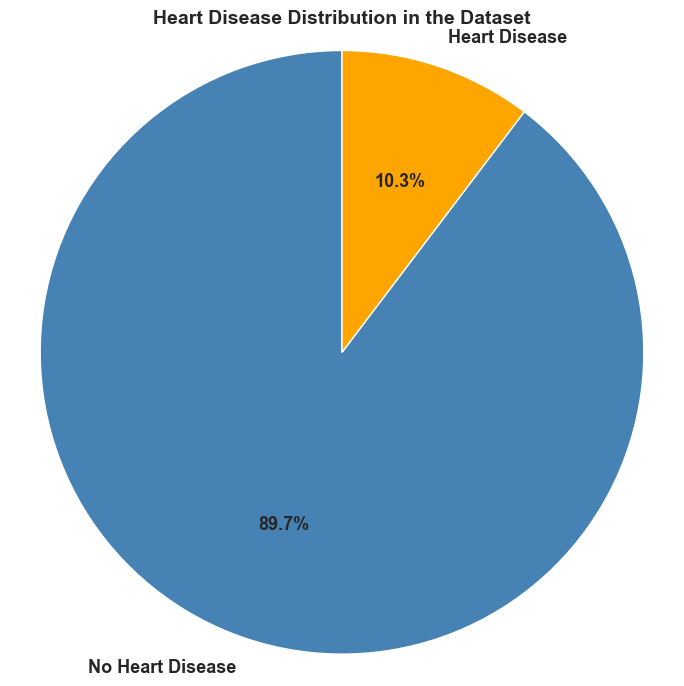 Heart Disease Distribution in the Dataset
Heart Disease
10.3%
89.7%
No Heart Disease